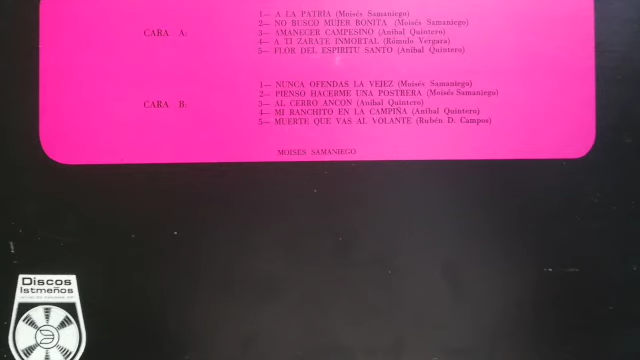 CARA A:
1— A LA PATRIA (Moisés Samaniego)
2— NO BUSCO MUJER BONITA (Moisés Samaniego)
3— AMANECER CAMPESINO (Aníbal Quintero)
4— A TI ZARATE INMORTAL (Rómulo Vergara)
5— FLOR DEL ESPIRITU SANTO (Aníbal Quintero)
CARA B:
1— NUNCA OFENDAS LA VEJEZ (Moisés Samaniego)
2— PIENSO HACERME UNA POSTRERA (Moisés Samaniego)
3— AL CERRO ANCON (Aníbal Quintero)
4— MI RANCHITO EN LA CAMPIÑA (Aníbal Quintero)
5— MUERTE QUE VAS AL VOLANTE (Rubén D. Campos)
MOISES SAMANIEGO
Discos
Istmeños